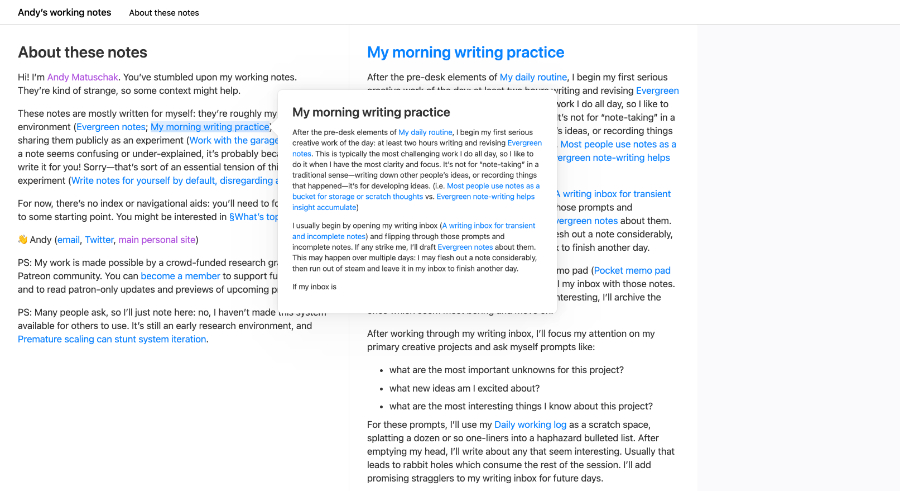 Andy's working notes
About these notes
About these notes
Hi! I'm Andy Matuschak. You've stumbled upon my working notes.
They're kind of strange, so some context might help.
These notes are mostly written for myself: they're roughly my
environment (Evergreen notes; My morning writing practice,
sharing them publicly as an experiment (Work with the garage
a note seems confusing or under-explained, it's probably beca
write it for you! Sorry—that's sort of an essential tension of thi
experiment (Write notes for yourself by default, disregarding a
For now, there's no index or navigational aids: you'll need to fo
to some starting point. You might be interested in §What's top
👋 Andy (email, Twitter, main personal site)
PS: My work is made possible by a crowd-funded research gra
Patreon community. You can become a member to support fu
and to read patron-only updates and previews of upcoming p
PS: Many people ask, so I'll just note here: no, I haven't made this system
available for others to use. It's still an early research environment, and
Premature scaling can stunt system iteration.
My morning writing practice
After the pre-desk elements of My daily routine, I begin my first serious
creative work of the day: at least two hours writing and revising Evergreen
notes. This is typically the most challenging work I do all day, so I like to
do it when I have the most clarity and focus. It's not for "note-taking" in a
traditional sense—writing down other people's ideas, or recording things
that happened—it's for developing ideas. (i.e. Most people use notes as a
bucket for storage or scratch thoughts vs. Evergreen note-writing helps
insight accumulate)
I usually begin by opening my writing inbox (A writing inbox for transient
and incomplete notes) and flipping through those prompts and
incomplete notes. If any strike me, I'll draft Evergreen notes about them.
This may happen over multiple days: I may flesh out a note considerably,
then run out of steam and leave it in my inbox to finish another day.
If my inbox is
My morning writing practice
After the pre-desk elements of My daily routine, I begin my first serious
creative work of the day: at least two hours writing and revising Evergreen
work I do all day, so I like to
t's not for "note-taking" in a
's ideas, or recording things
Most people use notes as a
vergreen note-writing helps
A writing inbox for transient
hose prompts and
vergreen notes about them.
esh out a note considerably,
x to finish another day.
mo pad (Pocket memo pad
l my inbox with those notes.
nteresting, I'll archive the
ones which seem most boring and move on.
After working through my writing inbox, I'll focus my attention on my
primary creative projects and ask myself prompts like:
• what are the most important unknowns for this project?
• what new ideas am I excited about?
• what are the most interesting things I know about this project?
For these prompts, I'll use my Daily working log as a scratch space,
splatting a dozen or so one-liners into a haphazard bulleted list. After
emptying my head, I'll write about any that seem interesting. Usually that
leads to rabbit holes which consume the rest of the session. I'll add
promising stragglers to my writing inbox for future days.